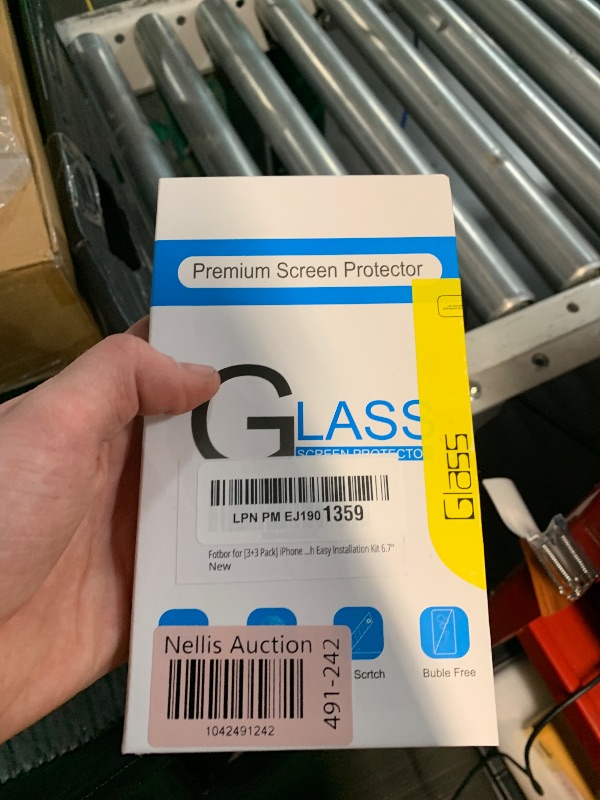 Premium Screen Protector
GLASS
SCREEN PROTECTO
Glass
LPN PM EJ190 1359
Fotbor for [3+3 Pack] iPhone ...h Easy Installation Kit 6.7"
New
Scrtch
Buble Free
Nellis Auction
1042491242
491-242